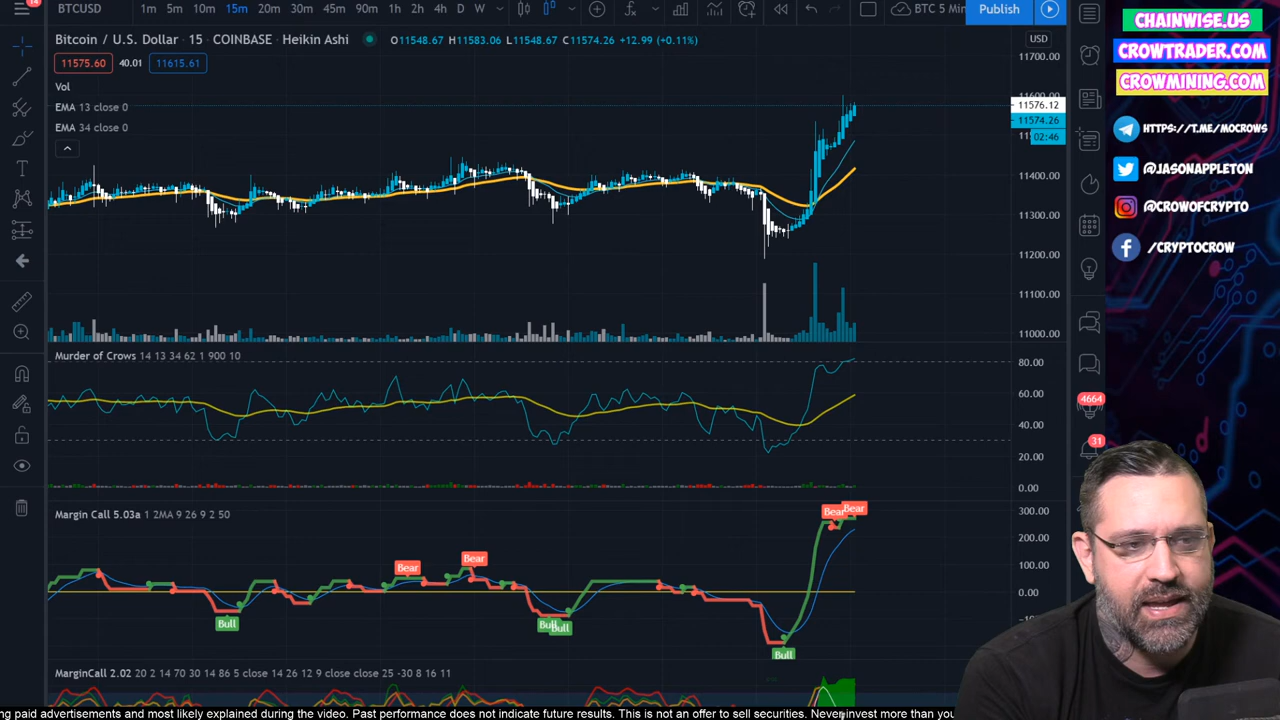 14
1m 5m 10m 15m 20m 30m 45m 90m 1h 2h 4h D W
BTC 5 Min
Publish
BTCUSD
Bitcoin / U.S. Dollar · 15 · COINBASE · Heikin Ashi
O11548.67 H11583.06 L11548.67 C11574.26 +12.99 (+0.11%)
USD
11575.60 40.01 11615.61
Vol
EMA 13 close 0
EMA 34 close 0
11700.00
11600.00
11576.12
11574.26
02:46
11400.00
11300.00
11200.00
11100.00
11000.00
Murder of Crows 14 13 34 62 1 900 10
80.00
60.00
40.00
20.00
0.00
Margin Call 5.03a 1 2MA 9 26 9 2 50
300.00
200.00
100.00
0.00
Bear
Bear
Bear
Bear
Bull
Bull
Bull
Bull
MarginCall 2.02 20 2 14 70 30 14 86 5 close 14 26 12 9 close close 25 -30 8 16 11
4664
31
CHAINWISE.US
CROWTRADER.COM
CROWMINING.COM
HTTPS://T.ME/MOCROWS
@JASONAPPLETON
@CROWOFCRYPTO
/CRYPTOCROW
ng paid advertisements and most likely explained during the video. Past performance does not indicate future results. This is not an offer to sell securities. Never invest more than you